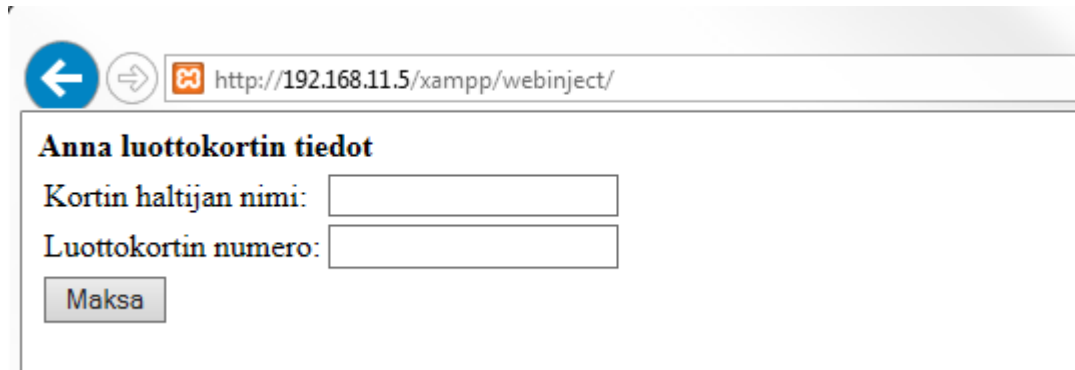 http://192.168.11.5/xampp/webinject/
Anna luottokortin tiedot
Kortin haltijan nimi:
Luottokortin numero:
Maksa